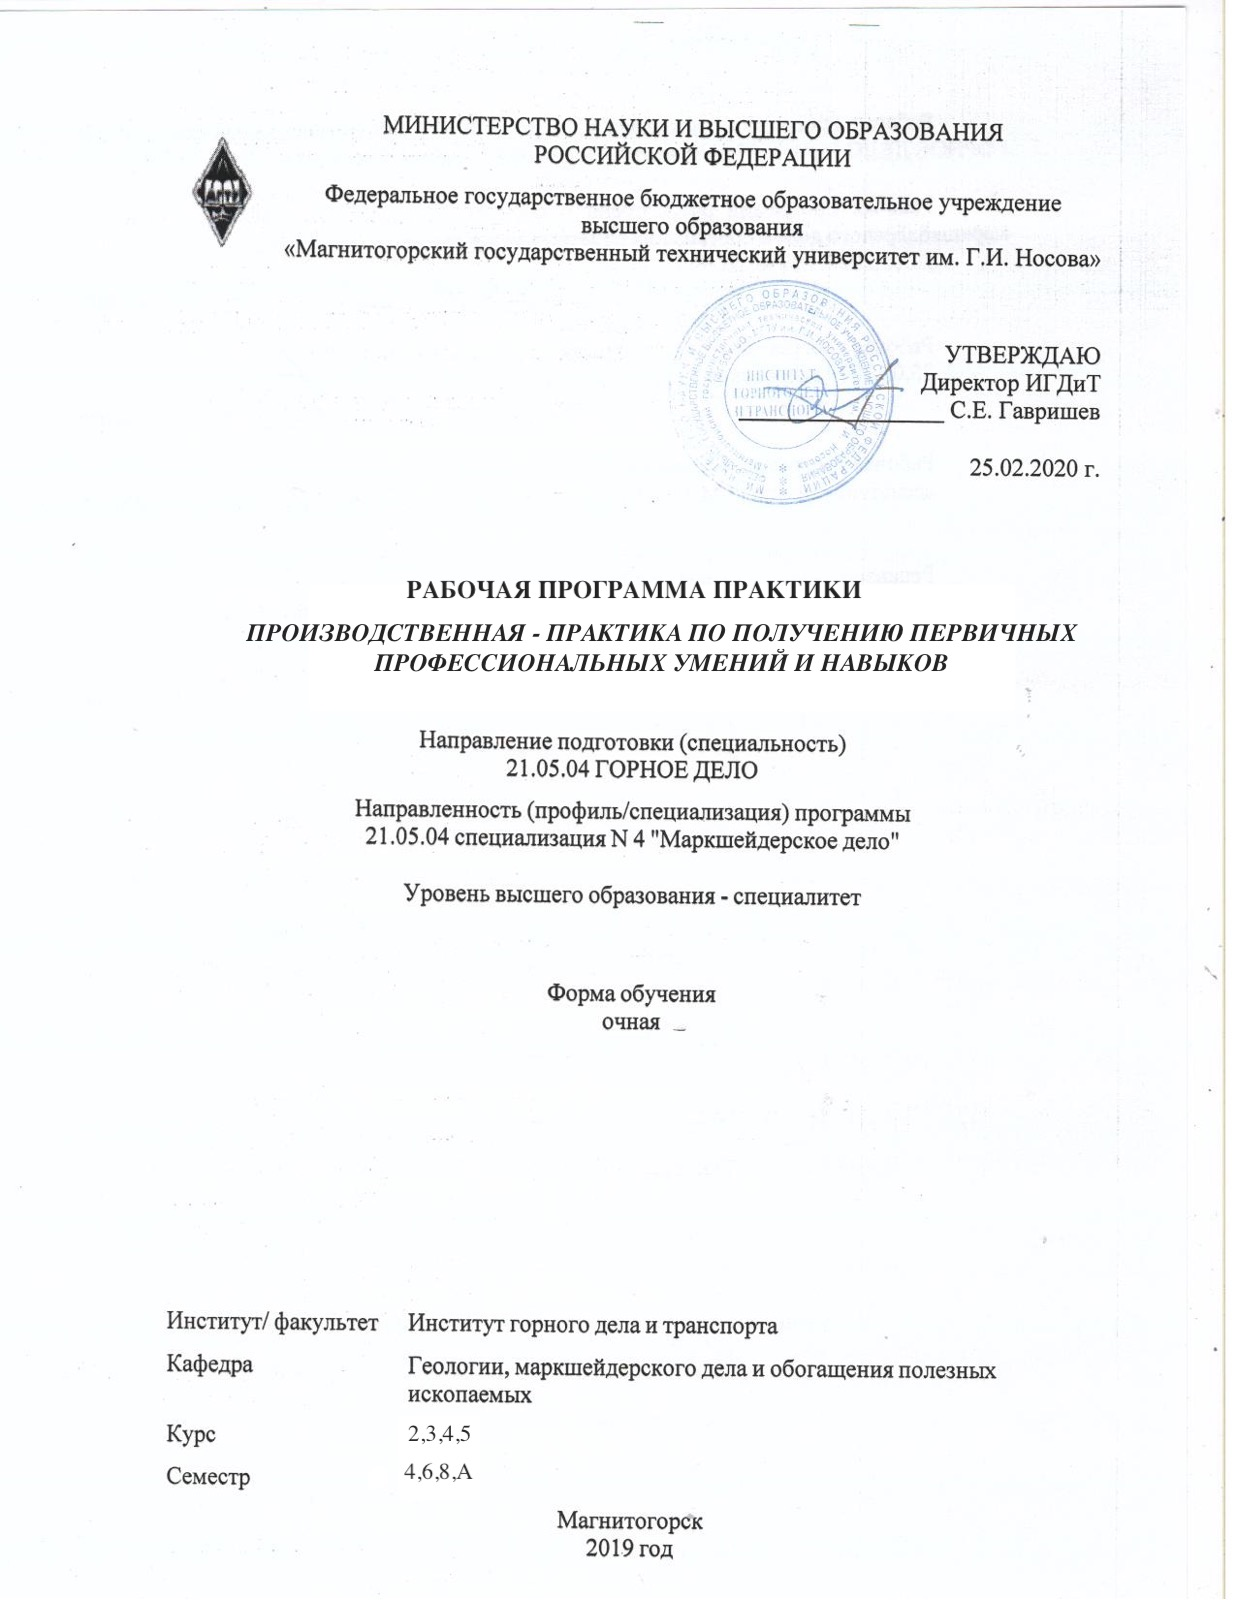 МИНИСТЕРСТВО НАУКИ И ВЫСШЕГО ОБРАЗОВАНИЯ
РОССИЙСКОЙ ФЕДЕРАЦИИ
Федеральное государственное бюджетное образовательное учреждение
высшего образования
«Магнитогорский государственный технический университет им. Г.И. Носова»
ИНСТИТУТ
ГОРНОГО ДЕЛА
И ТРАНСПОРТА
УТВЕРЖДАЮ
Директор ИГДиТ
С.Е. Гавришев
25.02.2020 г.
РАБОЧАЯ ПРОГРАММА ПРАКТИКИ
ПРОИЗВОДСТВЕННАЯ - ПРАКТИКА ПО ПОЛУЧЕНИЮ ПЕРВИЧНЫХ
ПРОФЕССИОНАЛЬНЫХ УМЕНИЙ И НАВЫКОВ
Направление подготовки (специальность)
21.05.04 ГОРНОЕ ДЕЛО
Направленность (профиль/специализация) программы
21.05.04 специализация N 4 "Маркшейдерское дело"
Уровень высшего образования - специалитет
Форма обучения
очная
Институт/ факультет Институт горного дела и транспорта
Кафедра Геологии, маркшейдерского дела и обогащения полезных
ископаемых
Курс 2,3,4,5
Семестр 4,6,8,А
Магнитогорск
2019 год